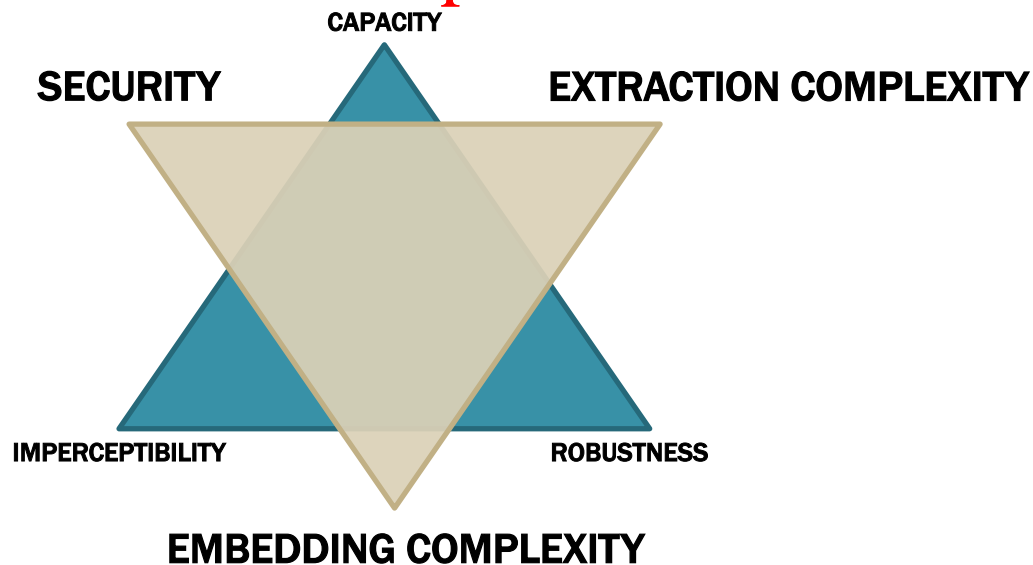 CAPACITY
SECURITY
EXTRACTION COMPLEXITY
IMPERCEPTIBILITY
ROBUSTNESS
EMBEDDING COMPLEXITY